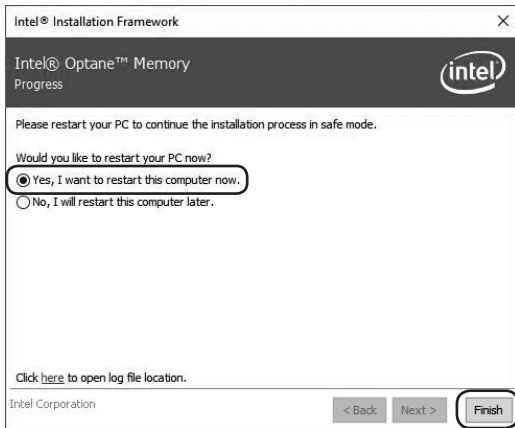 Intel® Installation Framework
Intel® Optane™ Memory
Progress
intel
Please restart your PC to continue the installation process in safe mode.
Would you like to restart your PC now?
Yes, I want to restart this computer now.
No, I will restart this computer later.
Click here to open log file location.
Intel Corporation
< Back Next > Finish